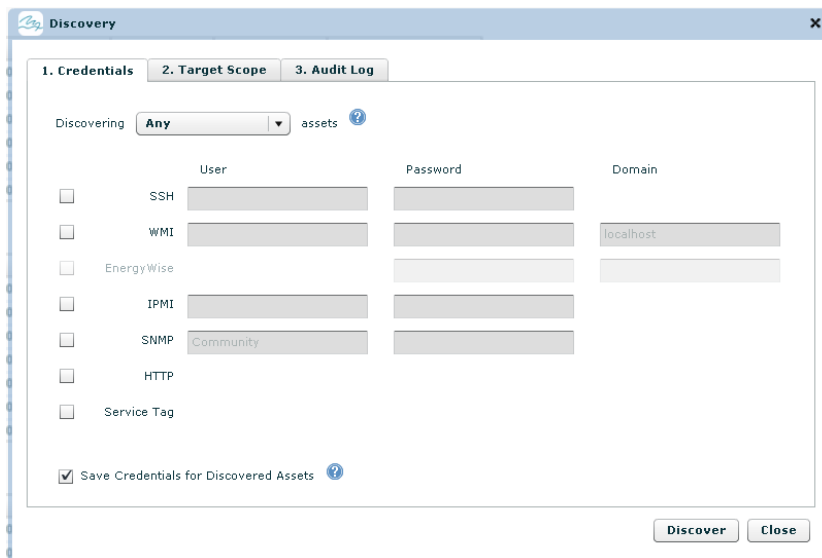 Discovery
1. Credentials 2. Target Scope 3. Audit Log
Discovering Any assets ?
User Password Domain
SSH
WMI localhost
EnergyWise
IPMI
SNMP Community
HTTP
Service Tag
Save Credentials for Discovered Assets ?
Discover Close